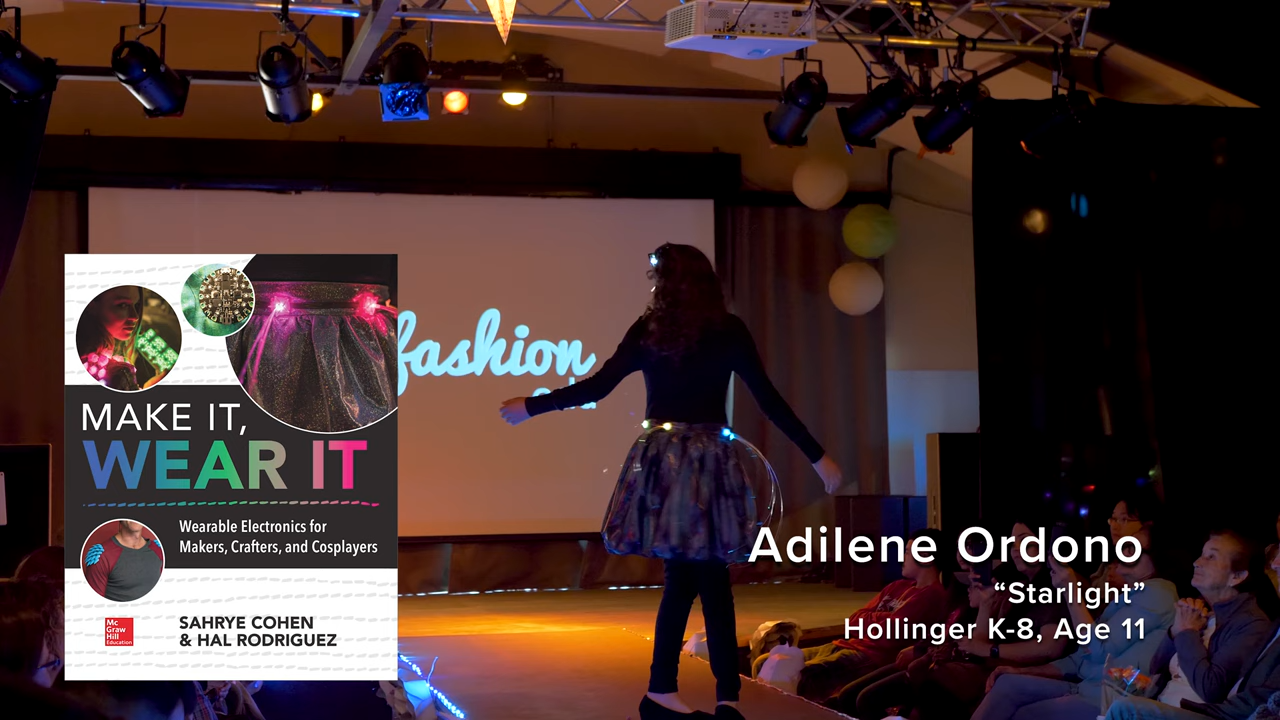 fashion
MAKE IT,
WEAR IT
Wearable Electronics for
Makers, Crafters, and Cosplayers
Mc
Graw
Hill
Education
SAHRYE COHEN
& HAL RODRIGUEZ
Adilene Ordono
“Starlight”
Hollinger K-8, Age 11